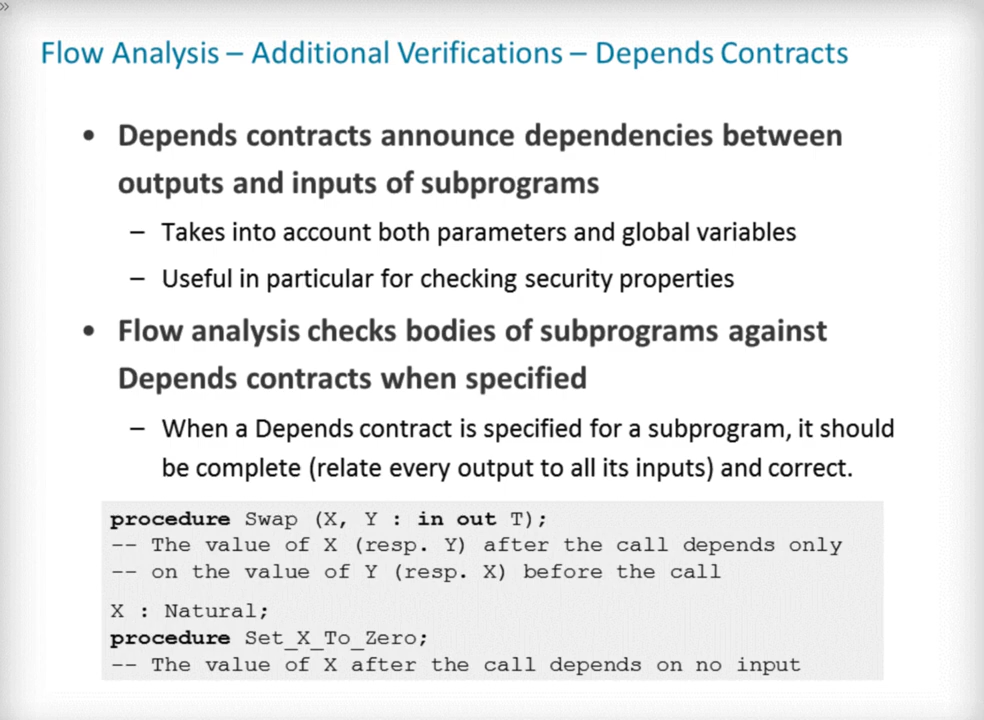 »
Flow Analysis – Additional Verifications – Depends Contracts
• Depends contracts announce dependencies between
outputs and inputs of subprograms
– Takes into account both parameters and global variables
– Useful in particular for checking security properties
• Flow analysis checks bodies of subprograms against
Depends contracts when specified
– When a Depends contract is specified for a subprogram, it should
be complete (relate every output to all its inputs) and correct.
procedure Swap (X, Y : in out T);
-- The value of X (resp. Y) after the call depends only
-- on the value of Y (resp. X) before the call
X : Natural;
procedure Set_X_To_Zero;
-- The value of X after the call depends on no input